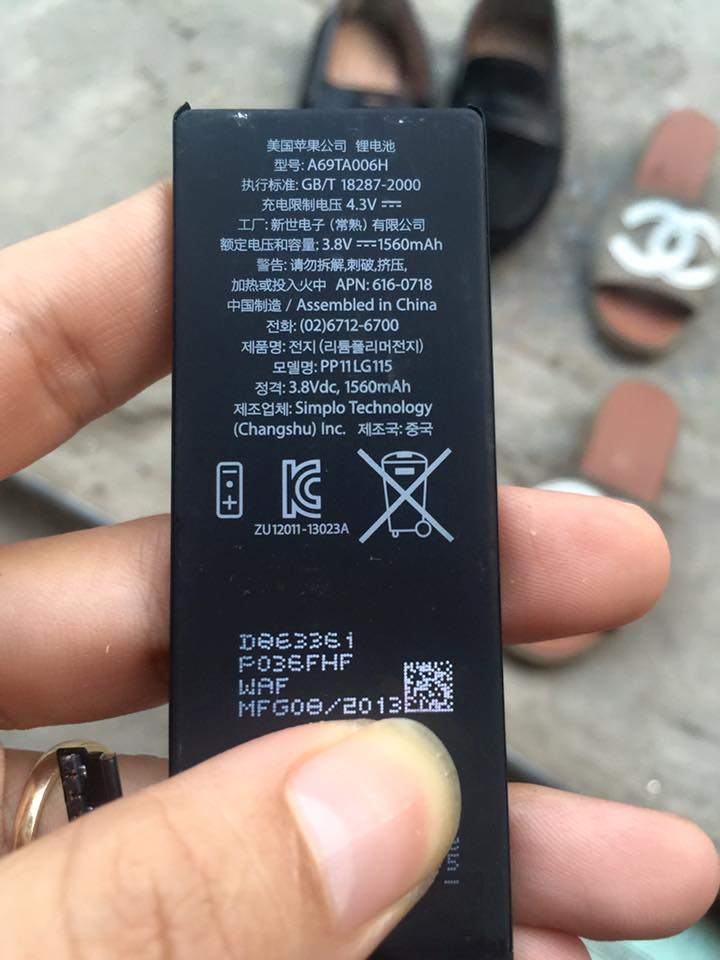 美国苹果公司 锂电池
型号: A69TA006H
执行标准: GB/T 18287-2000
充电限制电压 4.3V
工厂: 新世电子 (常熟) 有限公司
额定电压和容量: 3.8V 1560mAh
警告: 请勿拆解,刺破,挤压,
加热或投入火中 APN: 616-0718
中国制造 / Assembled in China
전화: (02)6712-6700
제품명: 전지 (리튬폴리머전지)
모델명: PP11LG115
정격: 3.8Vdc, 1560mAh
제조업체: Simplo Technology
(Changshu) Inc. 제조국: 중국
ZU12011-13023A
D863361
P036FHF
WAF
MFG08/2013